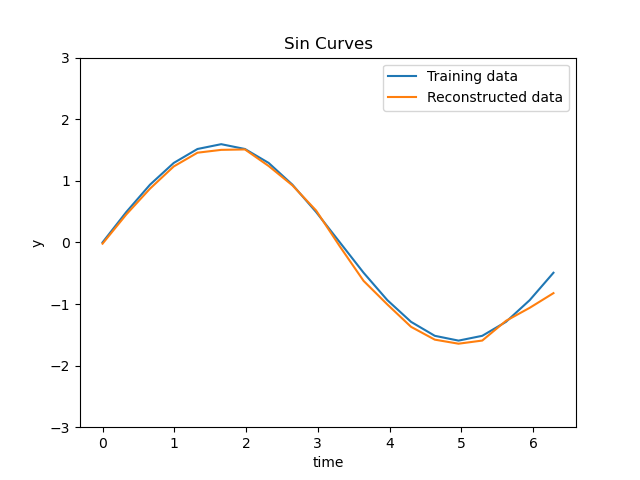 Sin Curves
Training data
Reconstructed data
y
3
2
1
0
−1
−2
−3
0 1 2 3 4 5 6
time